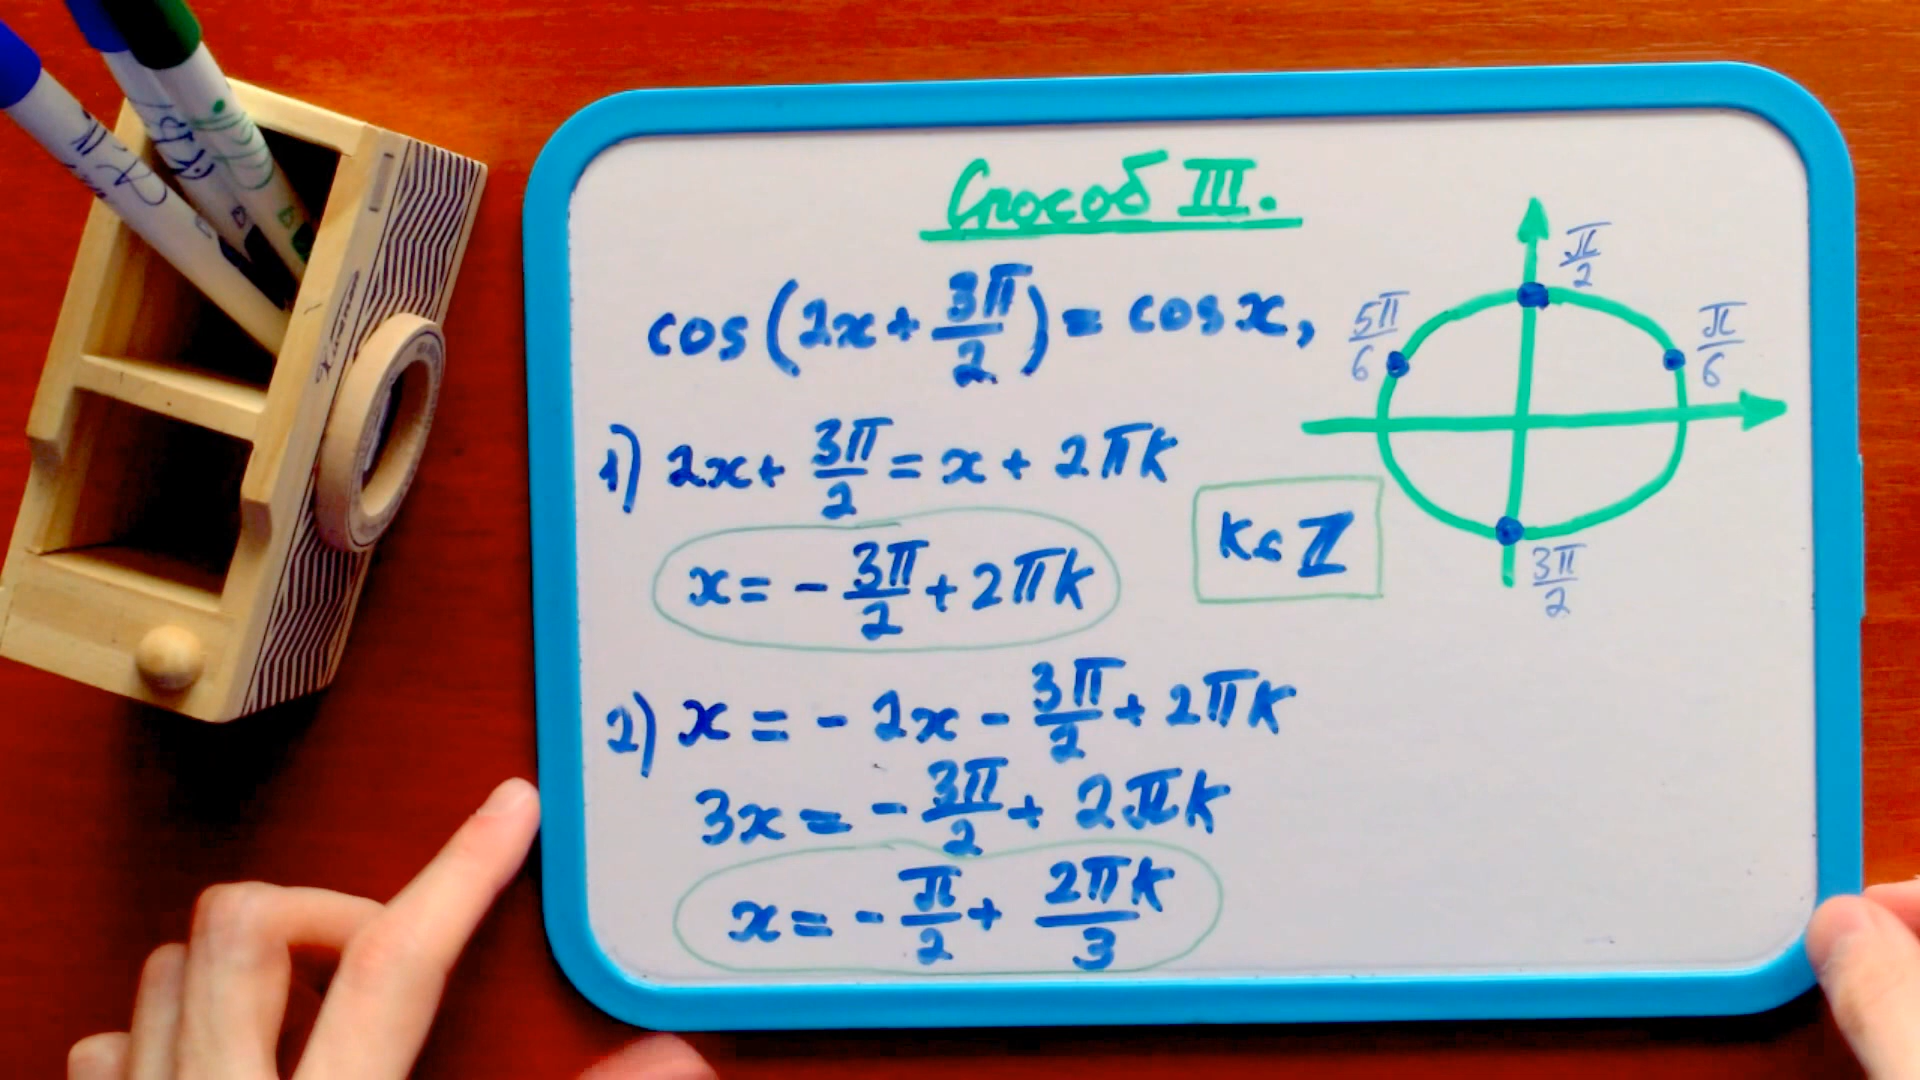 Способ III.
cos(2x + 3π/2) = cos x,
1) 2x + 3π/2 = x + 2πk
x = - 3π/2 + 2πk
k ∈ ℤ
2) x = - 2x - 3π/2 + 2πk
3x = - 3π/2 + 2πk
x = - π/2 + 2πk/3
π/2
5π/6
π/6
3π/2